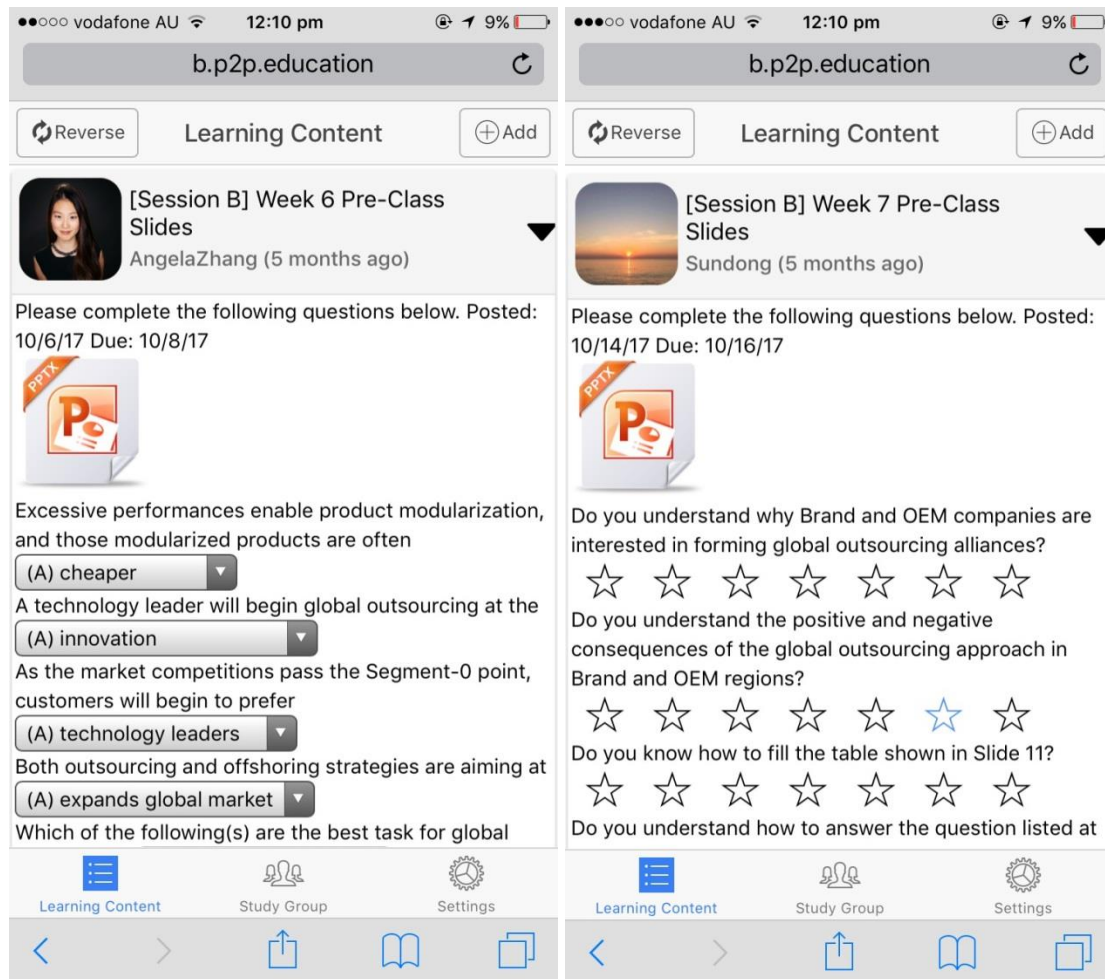 vodafone AU 12:10 pm 9%
b.p2p.education
Reverse Learning Content Add
[Session B] Week 6 Pre-Class
Slides
AngelaZhang (5 months ago)
Please complete the following questions below. Posted:
10/6/17 Due: 10/8/17
PPTX
P
Excessive performances enable product modularization,
and those modularized products are often
(A) cheaper
A technology leader will begin global outsourcing at the
(A) innovation
As the market competitions pass the Segment-0 point,
customers will begin to prefer
(A) technology leaders
Both outsourcing and offshoring strategies are aiming at
(A) expands global market
Which of the following(s) are the best task for global
Learning Content Study Group Settings
vodafone AU 12:10 pm 9%
b.p2p.education
Reverse Learning Content Add
[Session B] Week 7 Pre-Class
Slides
Sundong (5 months ago)
Please complete the following questions below. Posted:
10/14/17 Due: 10/16/17
PPTX
P
Do you understand why Brand and OEM companies are
interested in forming global outsourcing alliances?
Do you understand the positive and negative
consequences of the global outsourcing approach in
Brand and OEM regions?
Do you know how to fill the table shown in Slide 11?
Do you understand how to answer the question listed at
Learning Content Study Group Settings